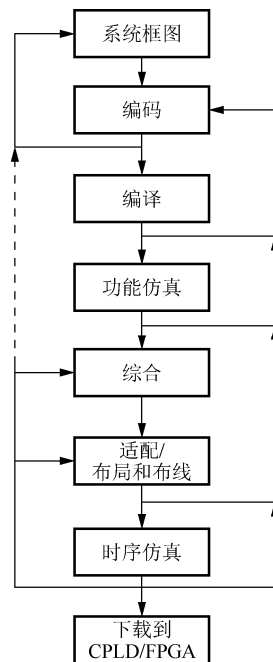 系统框图
编码
编译
功能仿真
综合
适配/
布局和布线
时序仿真
下载到
CPLD/FPGA